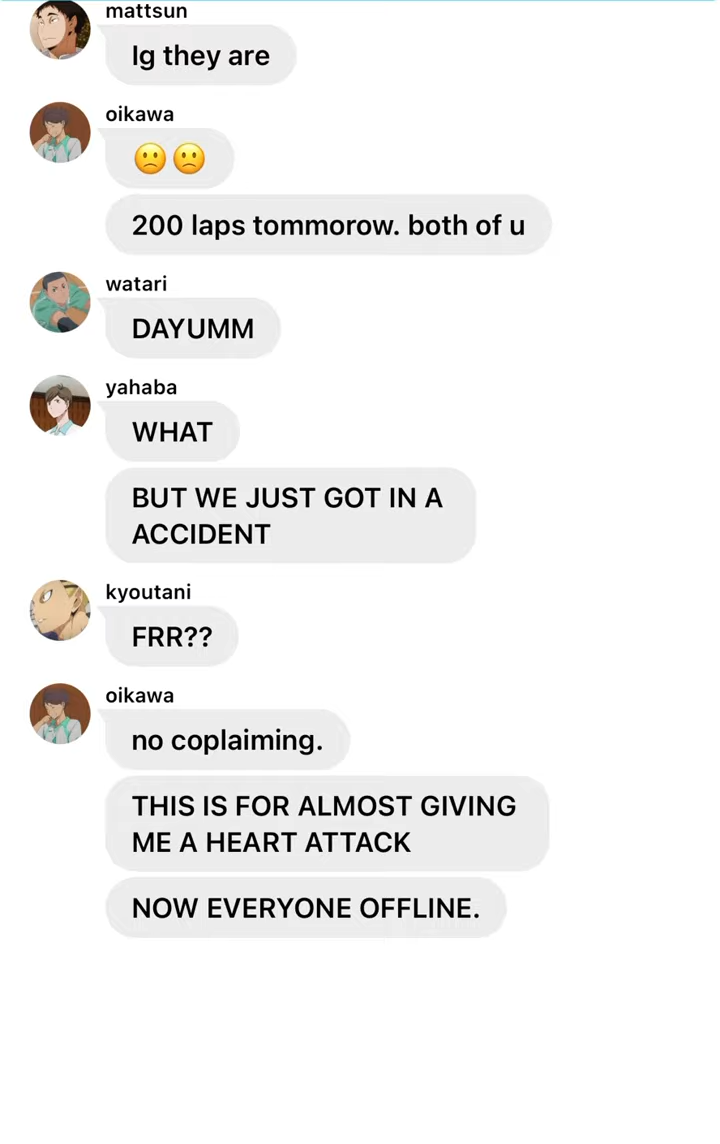 mattsun
Ig they are
oikawa
🙁🙁
200 laps tommorow. both of u
watari
DAYUMM
yahaba
WHAT
BUT WE JUST GOT IN A
ACCIDENT
kyoutani
FRR??
oikawa
no coplaiming.
THIS IS FOR ALMOST GIVING
ME A HEART ATTACK
NOW EVERYONE OFFLINE.